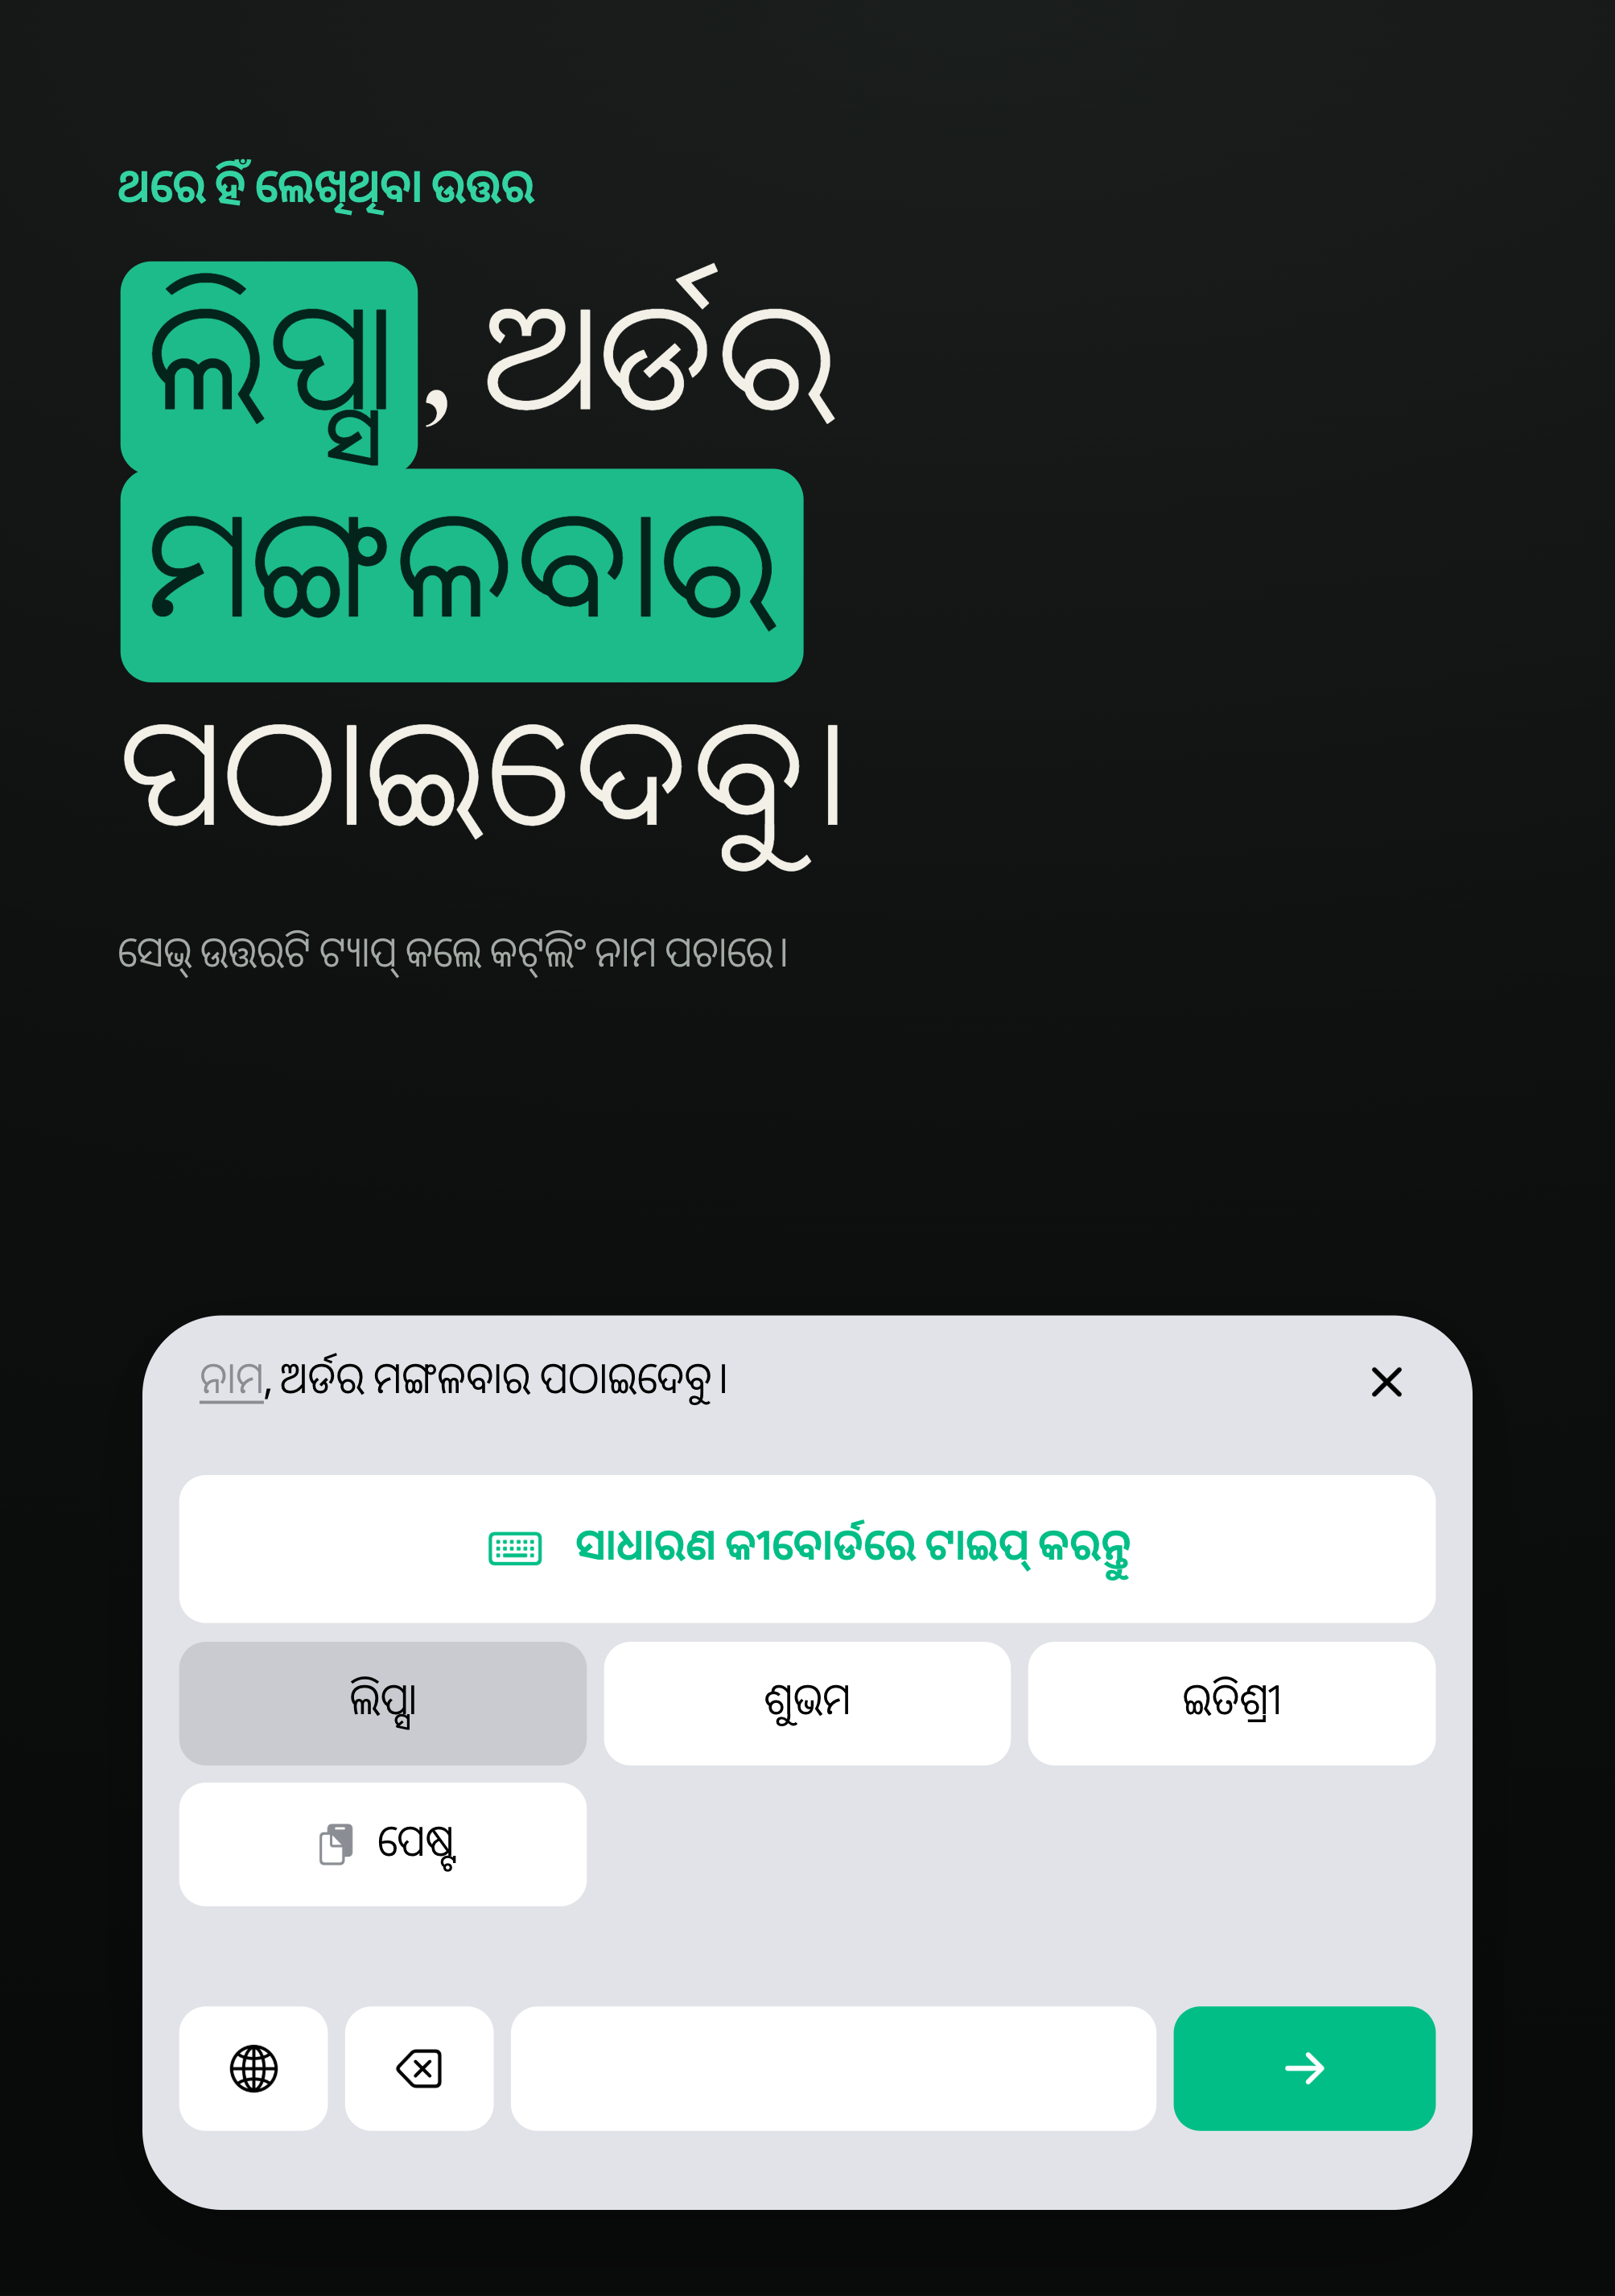 ଥରେ ହିଁ ଲେଖିଥିବା ଉତ୍ତର
ଲିପ୍ସା, ଅର୍ଡର
ମଙ୍ଗଳବାର
ପଠାଇଦେବୁ।
ସେଭ୍ ଉତ୍ତରଟି ଟ୍ୟାପ୍ କଲେ କଟ୍‌ଲିଂ ନାମ ପଚାରେ।
ନାମ, ଅର୍ଡର ମଙ୍ଗଳବାର ପଠାଇଦେବୁ।
ସାଧାରଣ କୀବୋର୍ଡରେ ଟାଇପ୍ କରନ୍ତୁ
ଲିପ୍ସା
ଶୁଭମ
ଇତିଶ୍ରୀ
ପେଷ୍ଟ